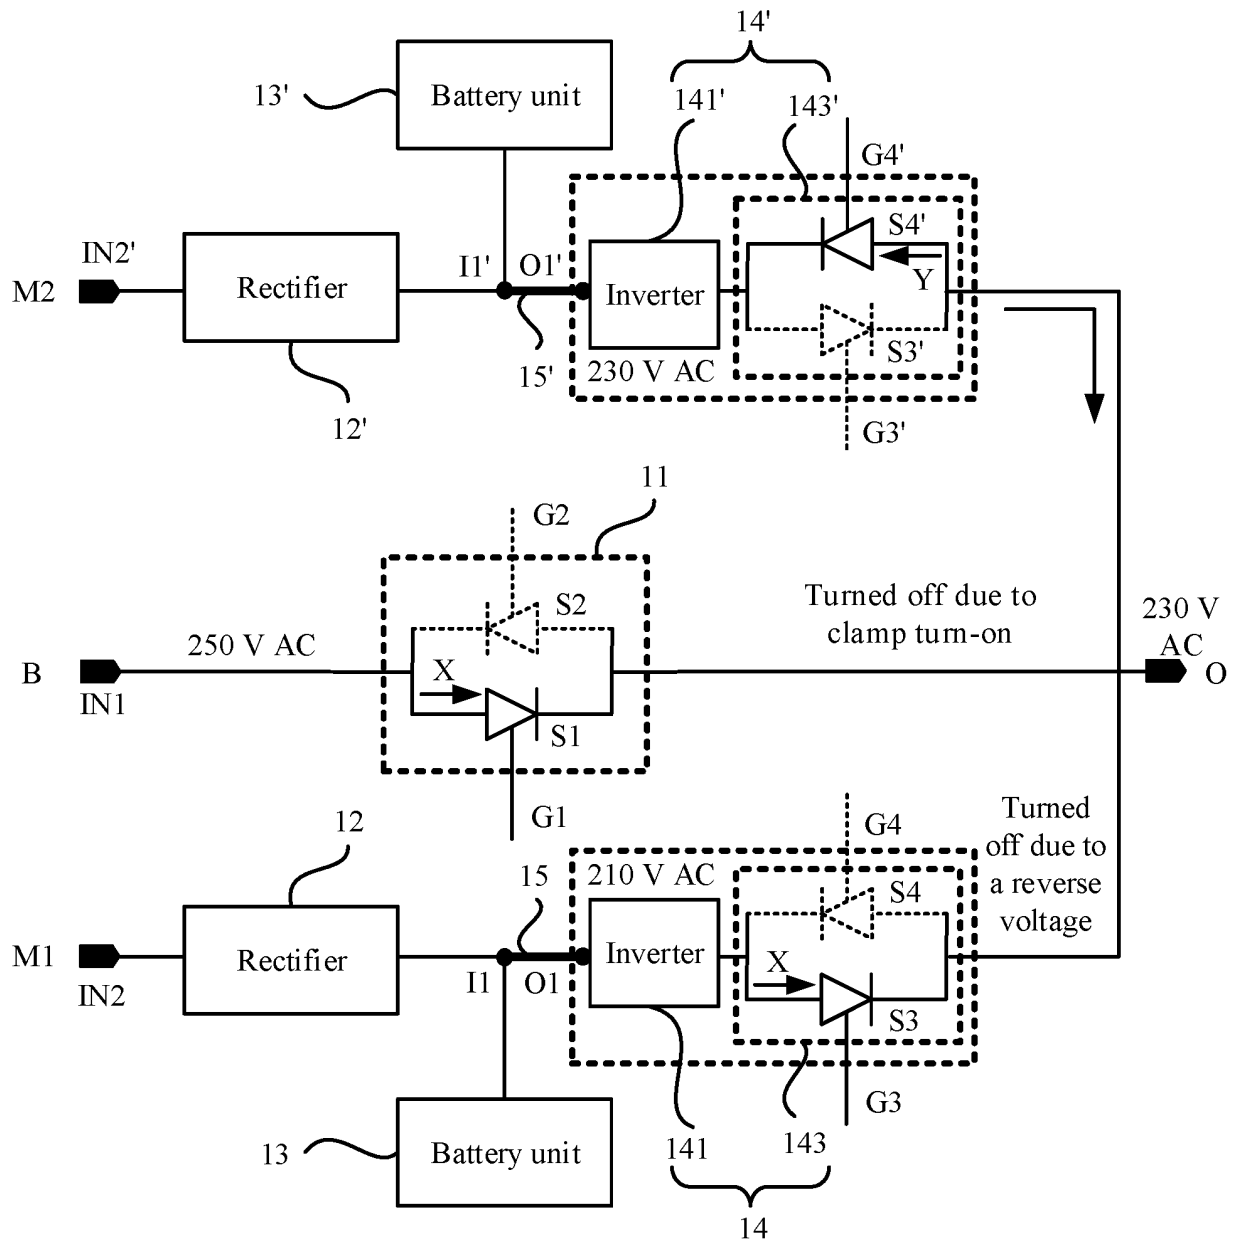 14'
13'
Battery unit
141'
143'
G4'
IN2'
M2
Rectifier
I1'
O1'
Inverter
S4'
Y
S3'
15'
230 V AC
12'
G3'
11
G2
S2
250 V AC
X
B
IN1
S1
G1
Turned off due to
clamp turn-on
230 V
AC
O
12
15
210 V AC
G4
S4
Turned
off due to
a reverse
voltage
M1
IN2
Rectifier
I1
O1
Inverter
X
S3
G3
13
Battery unit
141
143
14